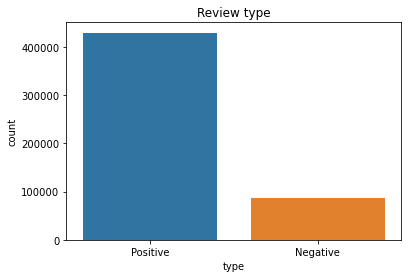 Review type
400000
300000
200000
100000
0
count
Positive
Negative
type